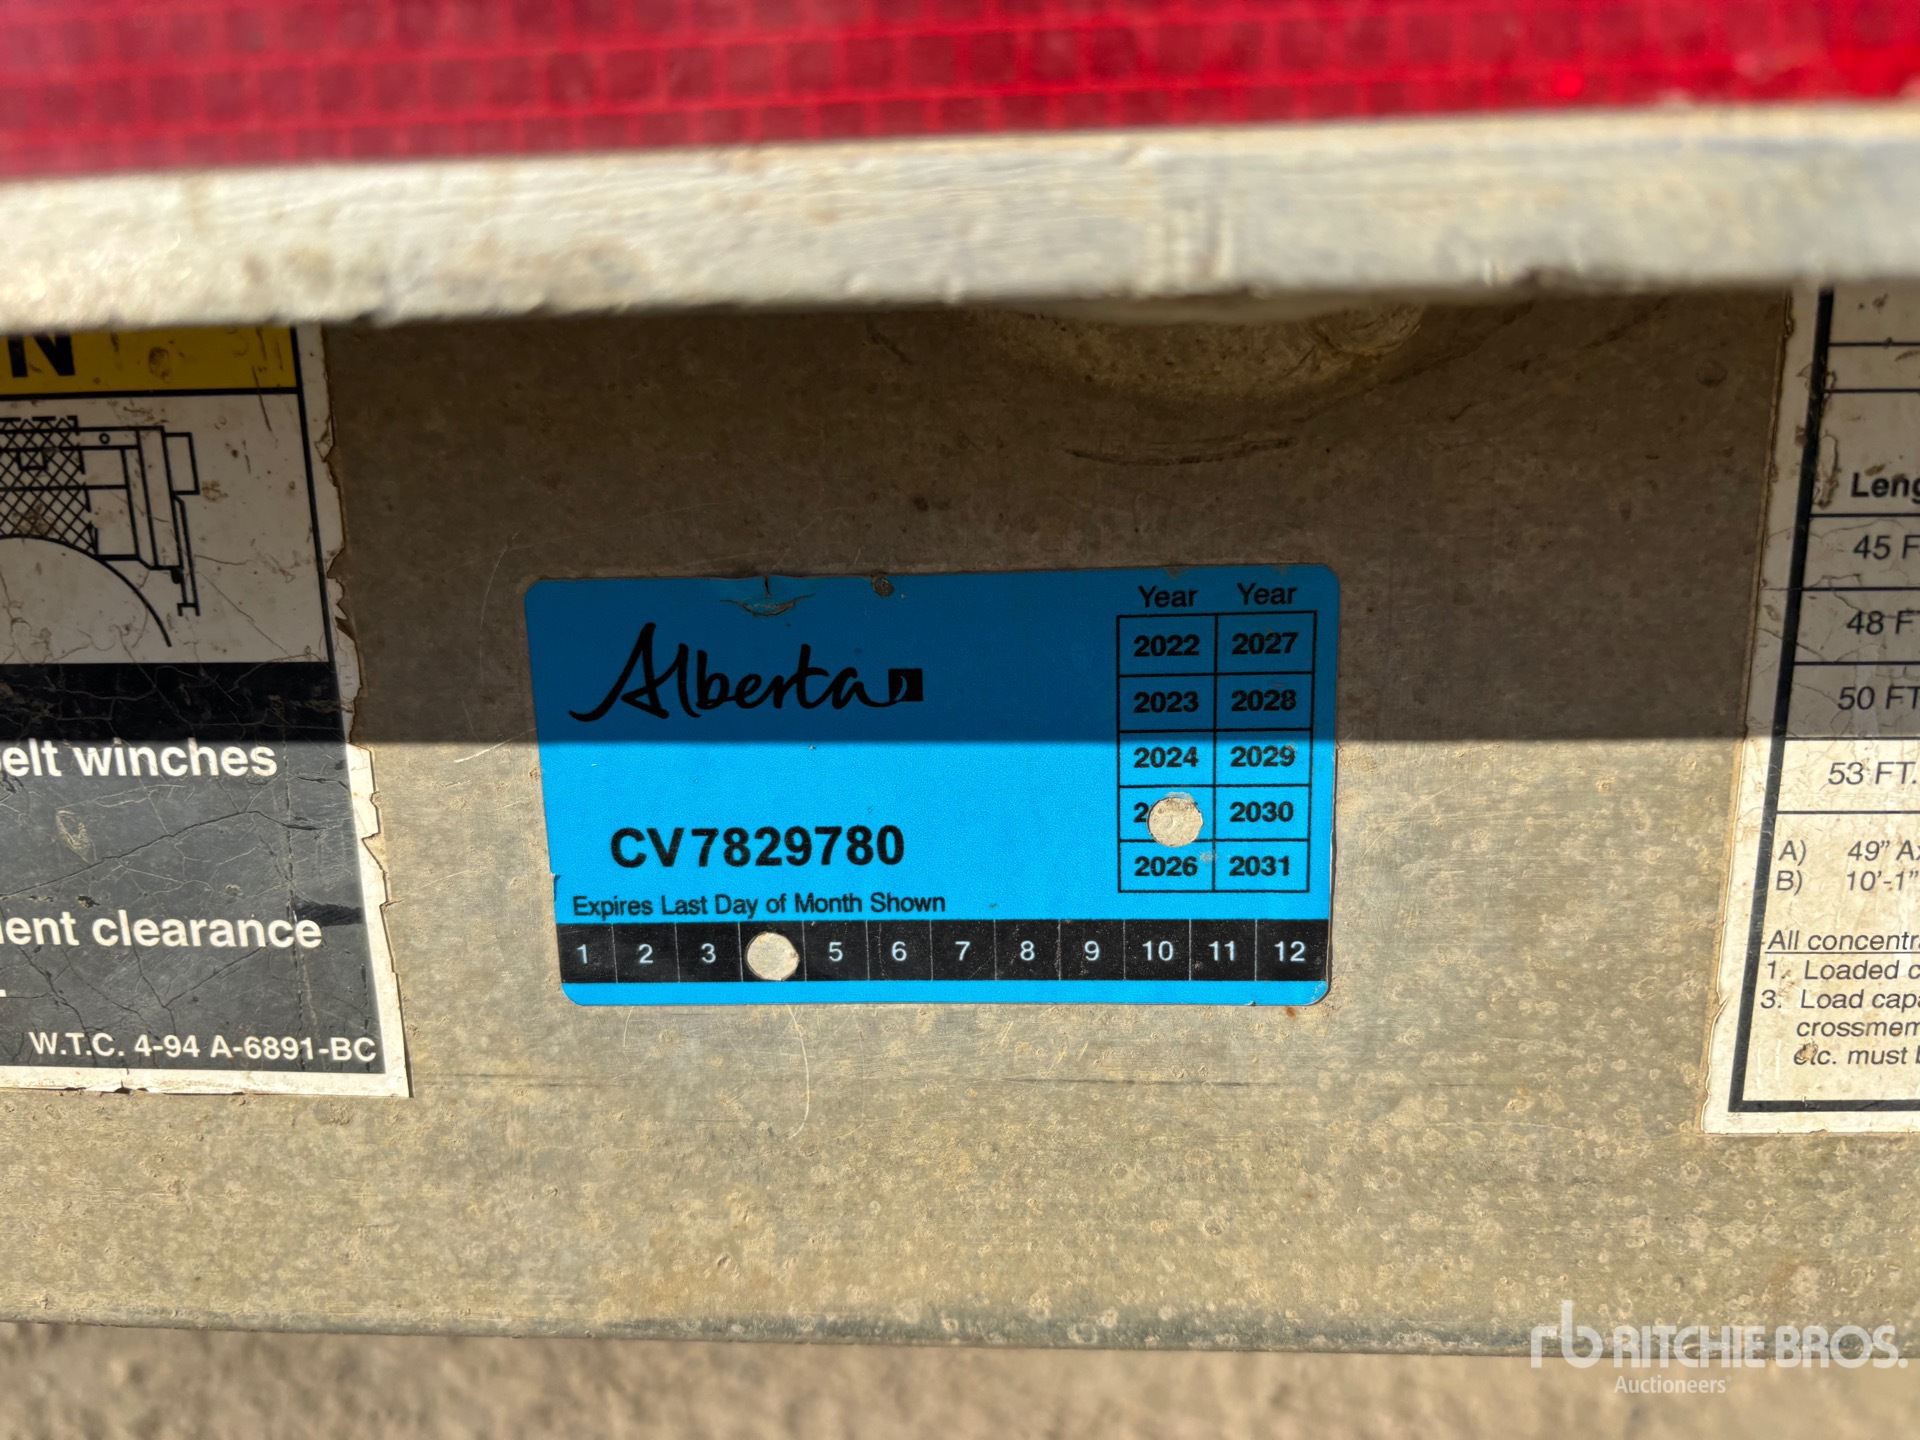 N
elt winches
ent clearance
W.T.C. 4-94 A-6891-BC
Alberta
Year Year
2022 2027
2023 2028
2024 2029
2030
2026 2031
CV7829780
Expires Last Day of Month Shown
1 2 3 5 6 7 8 9 10 11 12
Leng
45 F
48 F
50 FT
53 FT.
A) 49" Ax
B) 10'-1"
All concentra
1. Loaded c
3. Load capa
crossmem
etc. must b
rb RITCHIE BROS.
Auctioneers